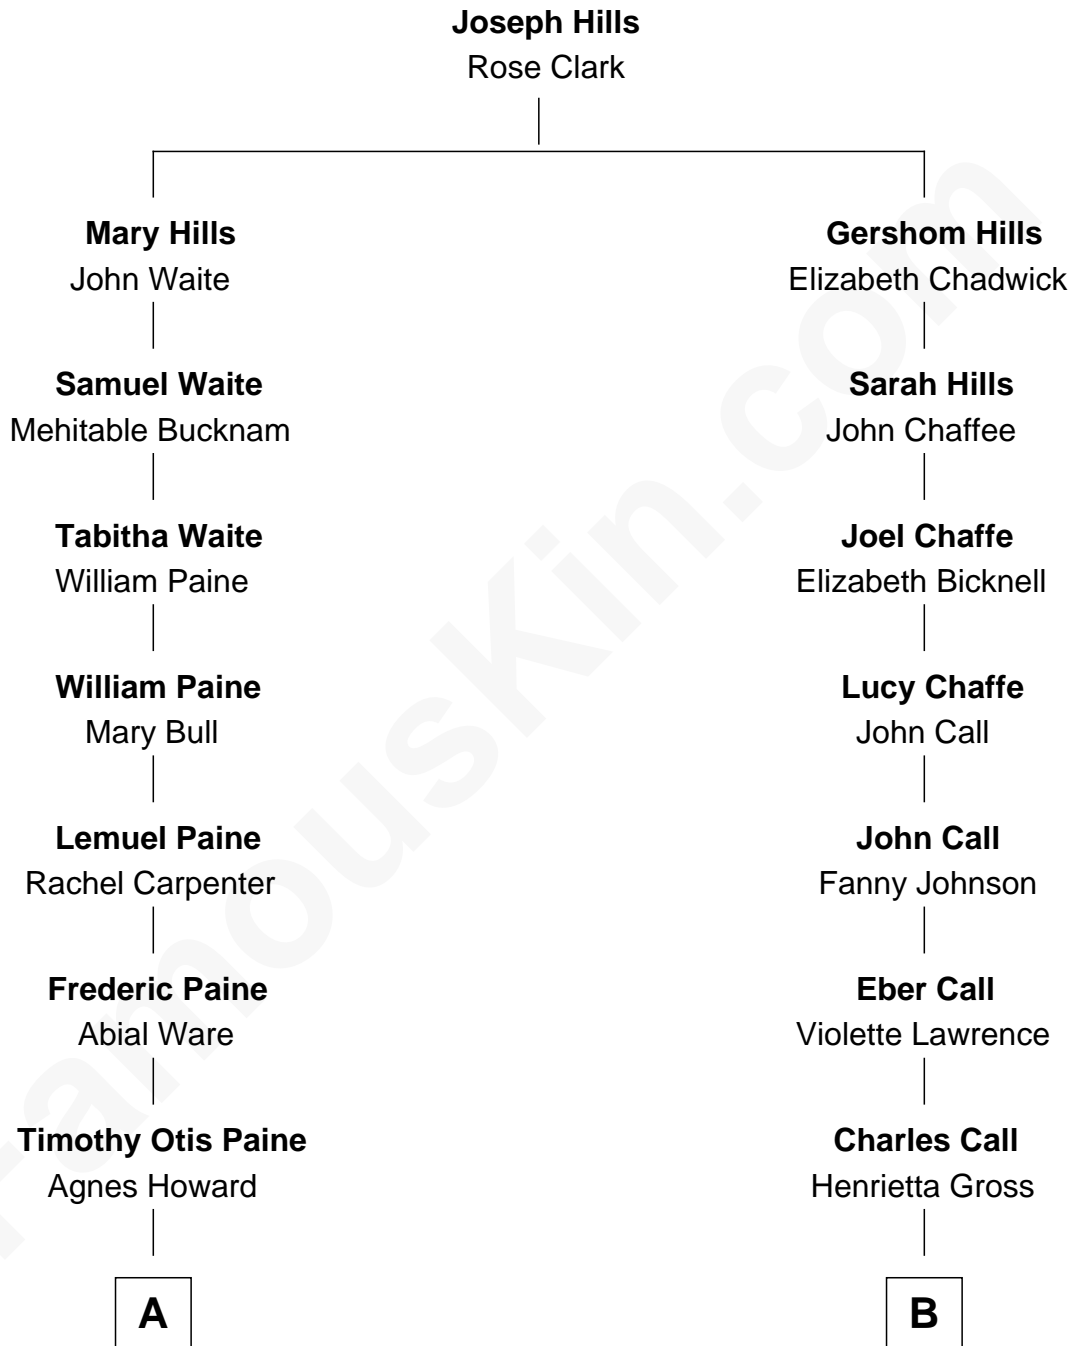 Joseph Hills
Rose Clark
Mary Hills
John Waite
Gershom Hills
Elizabeth Chadwick
Samuel Waite
Mehitable Bucknam
Sarah Hills
John Chaffee
Tabitha Waite
William Paine
Joel Chaffe
Elizabeth Bicknell
William Paine
Mary Bull
Lucy Chaffe
John Call
Lemuel Paine
Rachel Carpenter
John Call
Fanny Johnson
Frederic Paine
Abial Ware
Eber Call
Violette Lawrence
Timothy Otis Paine
Agnes Howard
Charles Call
Henrietta Gross
A
B
FamousKin.com